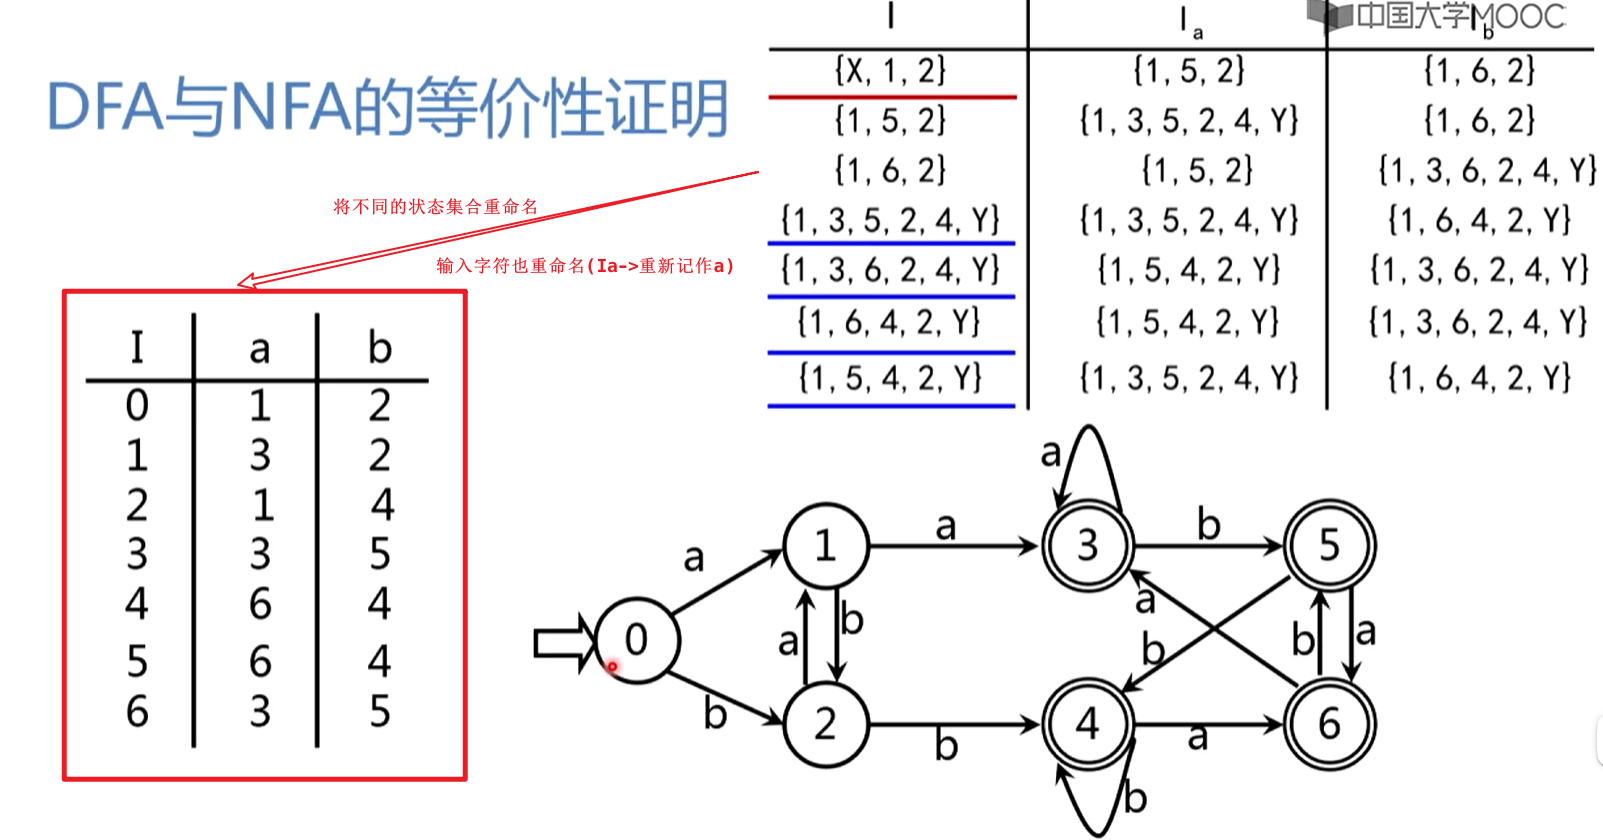 中国大学MOOC
DFA与NFA的等价性证明
I Ia Ib
{X, 1, 2} {1, 5, 2} {1, 6, 2}
{1, 5, 2} {1, 3, 5, 2, 4, Y} {1, 6, 2}
{1, 6, 2} {1, 5, 2} {1, 3, 6, 2, 4, Y}
{1, 3, 5, 2, 4, Y} {1, 3, 5, 2, 4, Y} {1, 6, 4, 2, Y}
{1, 3, 6, 2, 4, Y} {1, 5, 4, 2, Y} {1, 3, 6, 2, 4, Y}
{1, 6, 4, 2, Y} {1, 5, 4, 2, Y} {1, 3, 6, 2, 4, Y}
{1, 5, 4, 2, Y} {1, 3, 5, 2, 4, Y} {1, 6, 4, 2, Y}
将不同的状态集合重命名
输入字符也重命名(Ia->重新记作a)
I a b
0 1 2
1 3 2
2 1 4
3 3 5
4 6 4
5 6 4
6 3 5
a
a 1 a 3 b 5
0 a b a b b a
b 2 b 4 a 6
b